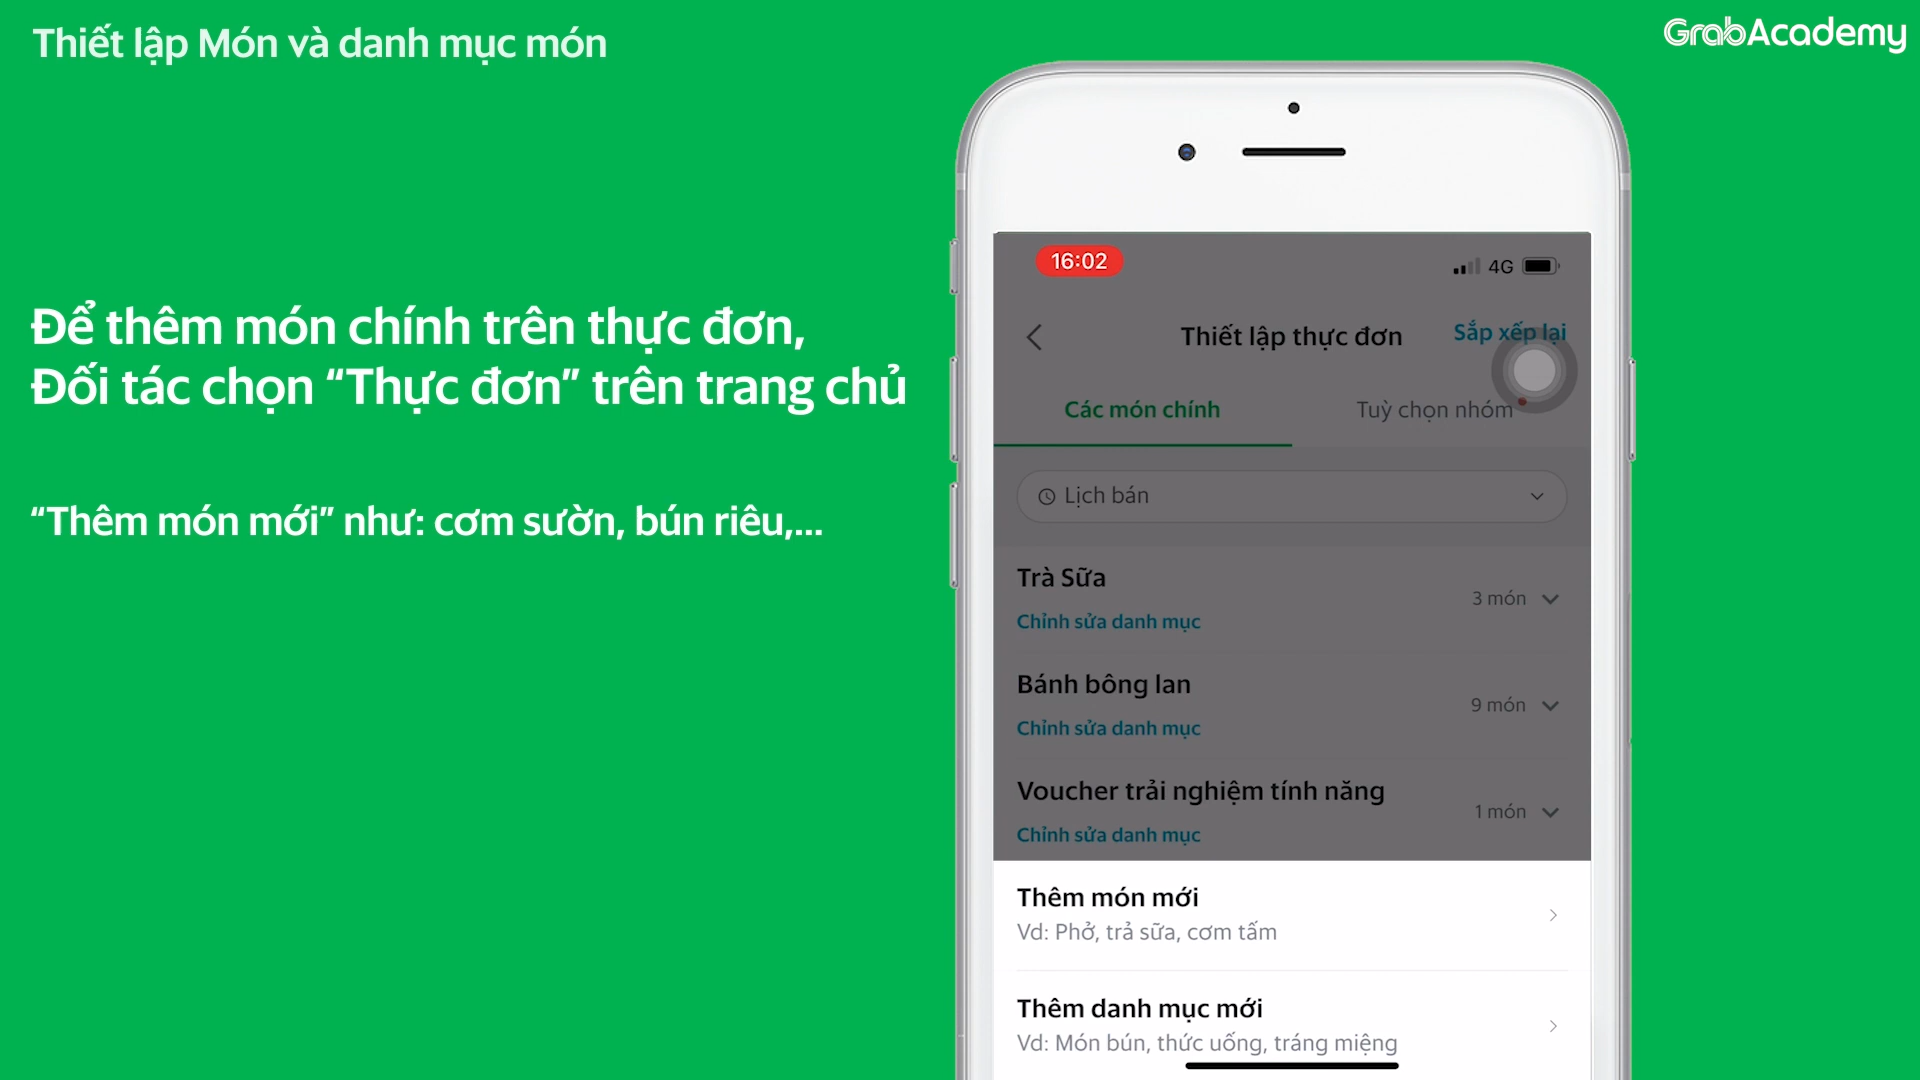 Thiết lập Món và danh mục món
GrabAcademy
Để thêm món chính trên thực đơn,
Đối tác chọn “Thực đơn” trên trang chủ
“Thêm món mới” như: cơm sườn, bún riêu,...
16:02
4G
Thiết lập thực đơn
Sắp xếp lại
Các món chính
Tuỳ chọn nhóm
Lịch bán
Trà Sữa
3 món
Chỉnh sửa danh mục
Bánh bông lan
9 món
Chỉnh sửa danh mục
Voucher trải nghiệm tính năng
1 món
Chỉnh sửa danh mục
Thêm món mới
Vd: Phở, trả sữa, cơm tấm
Thêm danh mục mới
Vd: Món bún, thức uống, tráng miệng